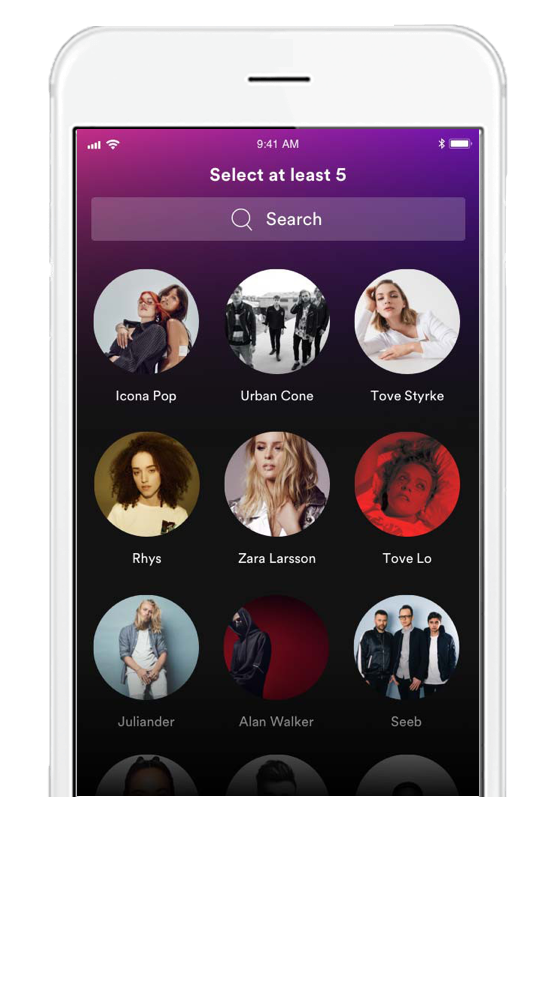 9:41 AM
Select at least 5
Search
Icona Pop
Urban Cone
Tove Styrke
Rhys
Zara Larsson
Tove Lo
Juliander
Alan Walker
Seeb